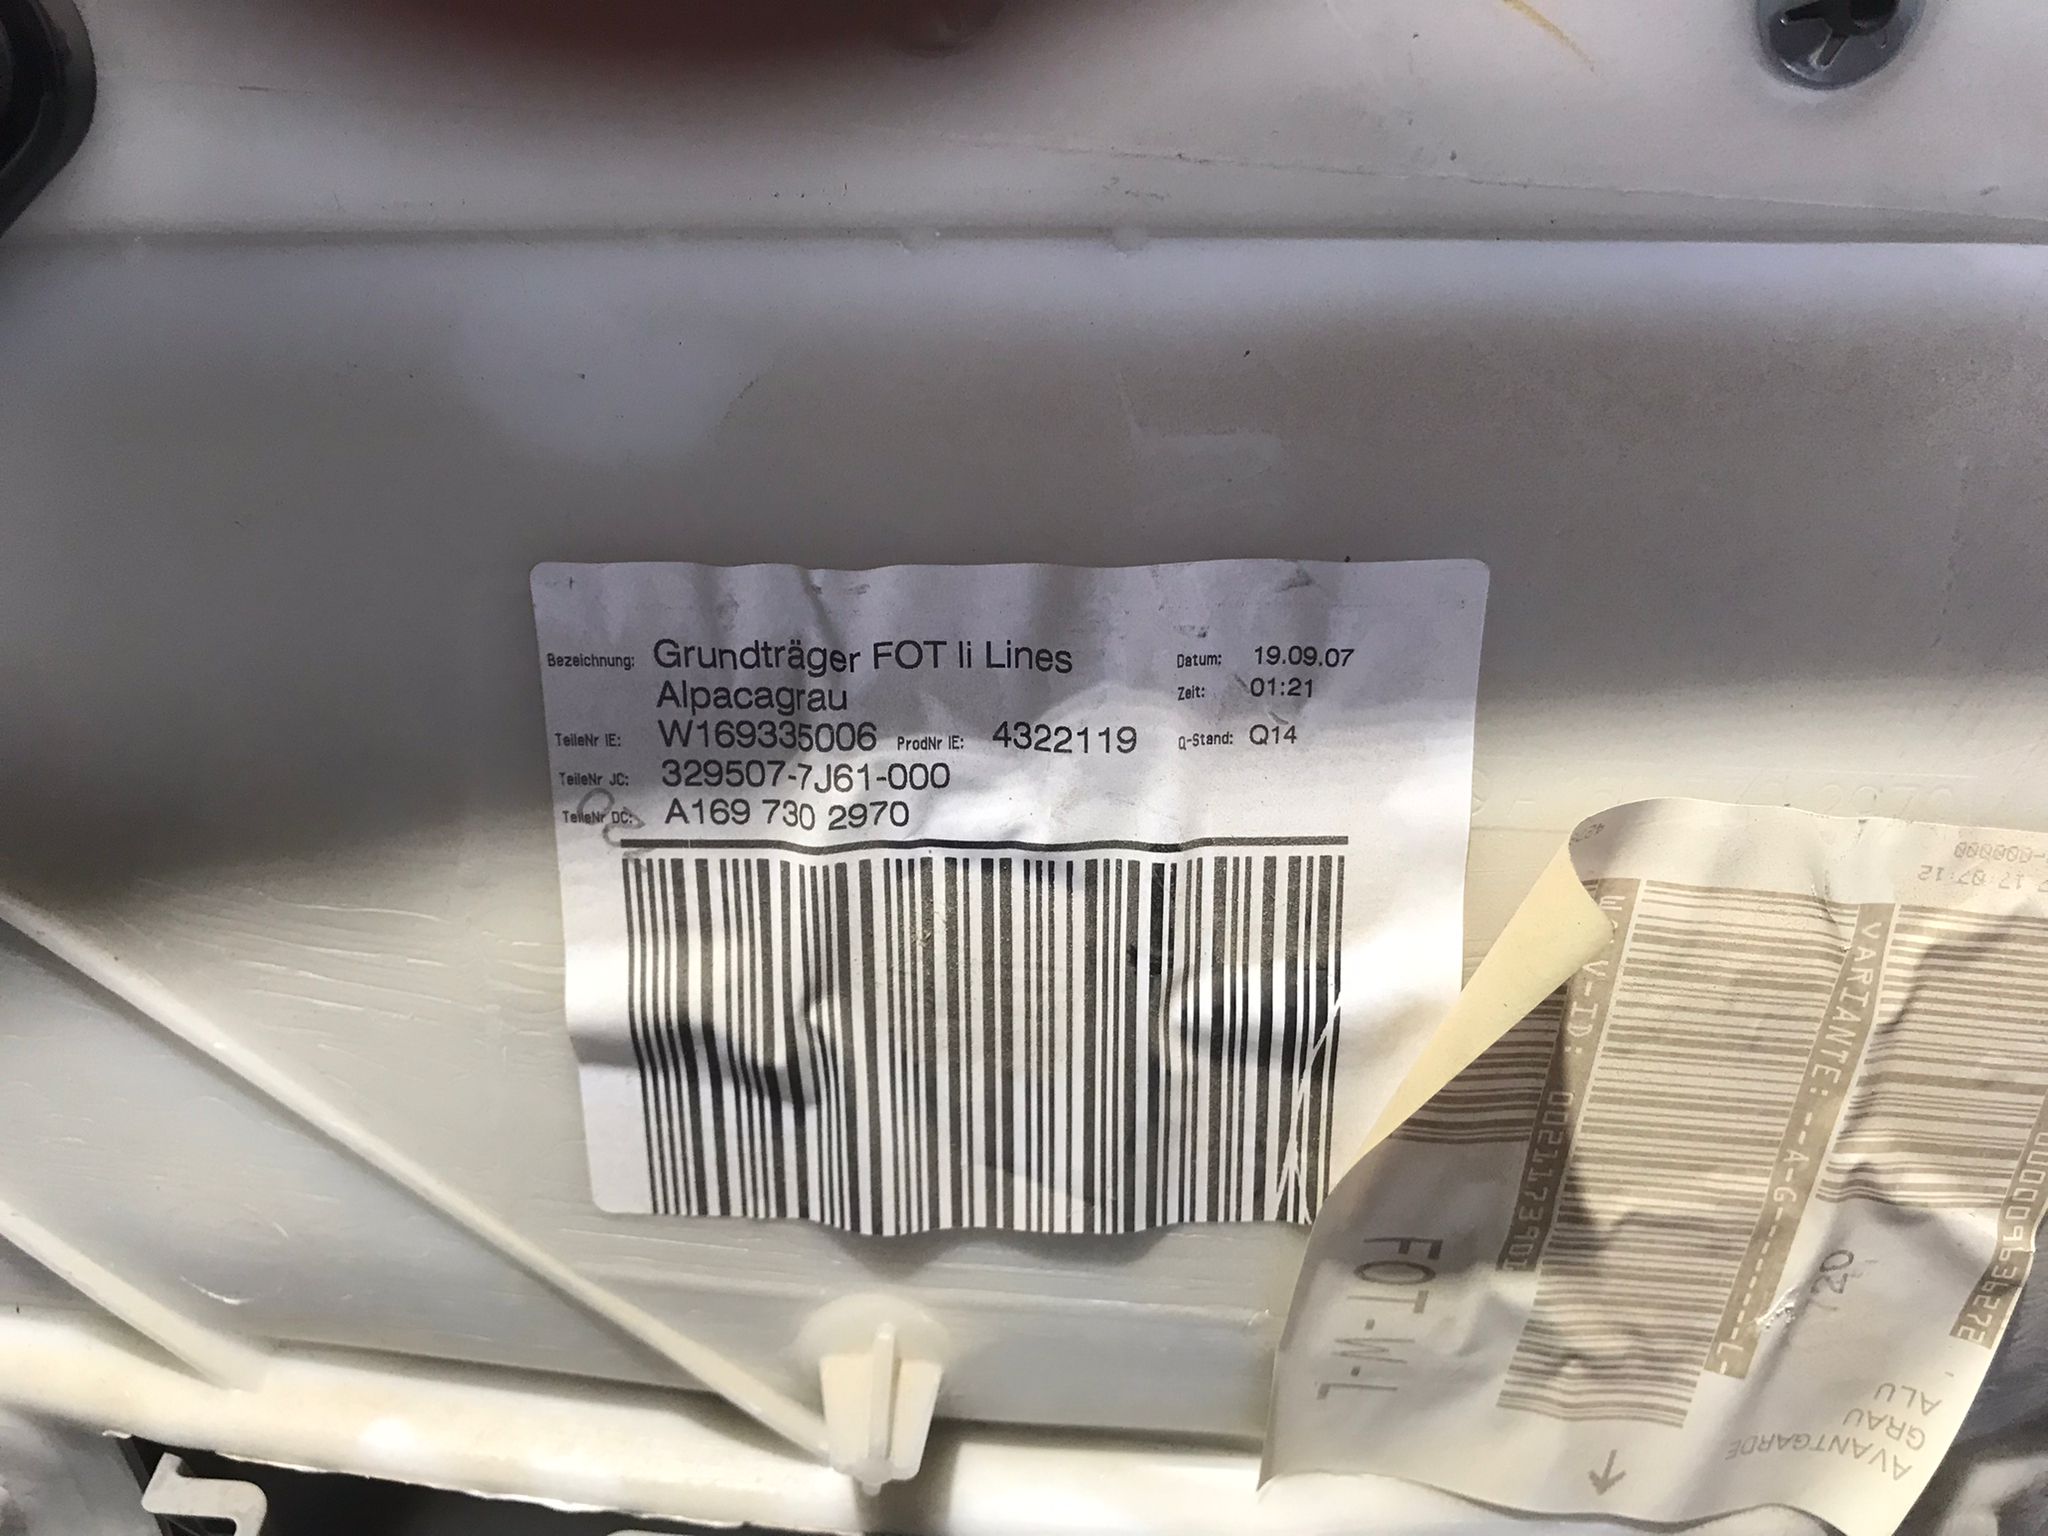 Bezeichnung: Grundträger FOT li Lines
Alpacagrau
Datum: 19.09.07
Zeit: 01:21
TeileNr IE: W169335006 ProdNr IE: 4322119 Q-Stand: Q14
TeileNr JC: 329507-7J61-000
TeileNr DC: A169 730 2970
VARIANTE:---A-G-
FOT-W-L
AVANTGARDE
GRAU
ALU